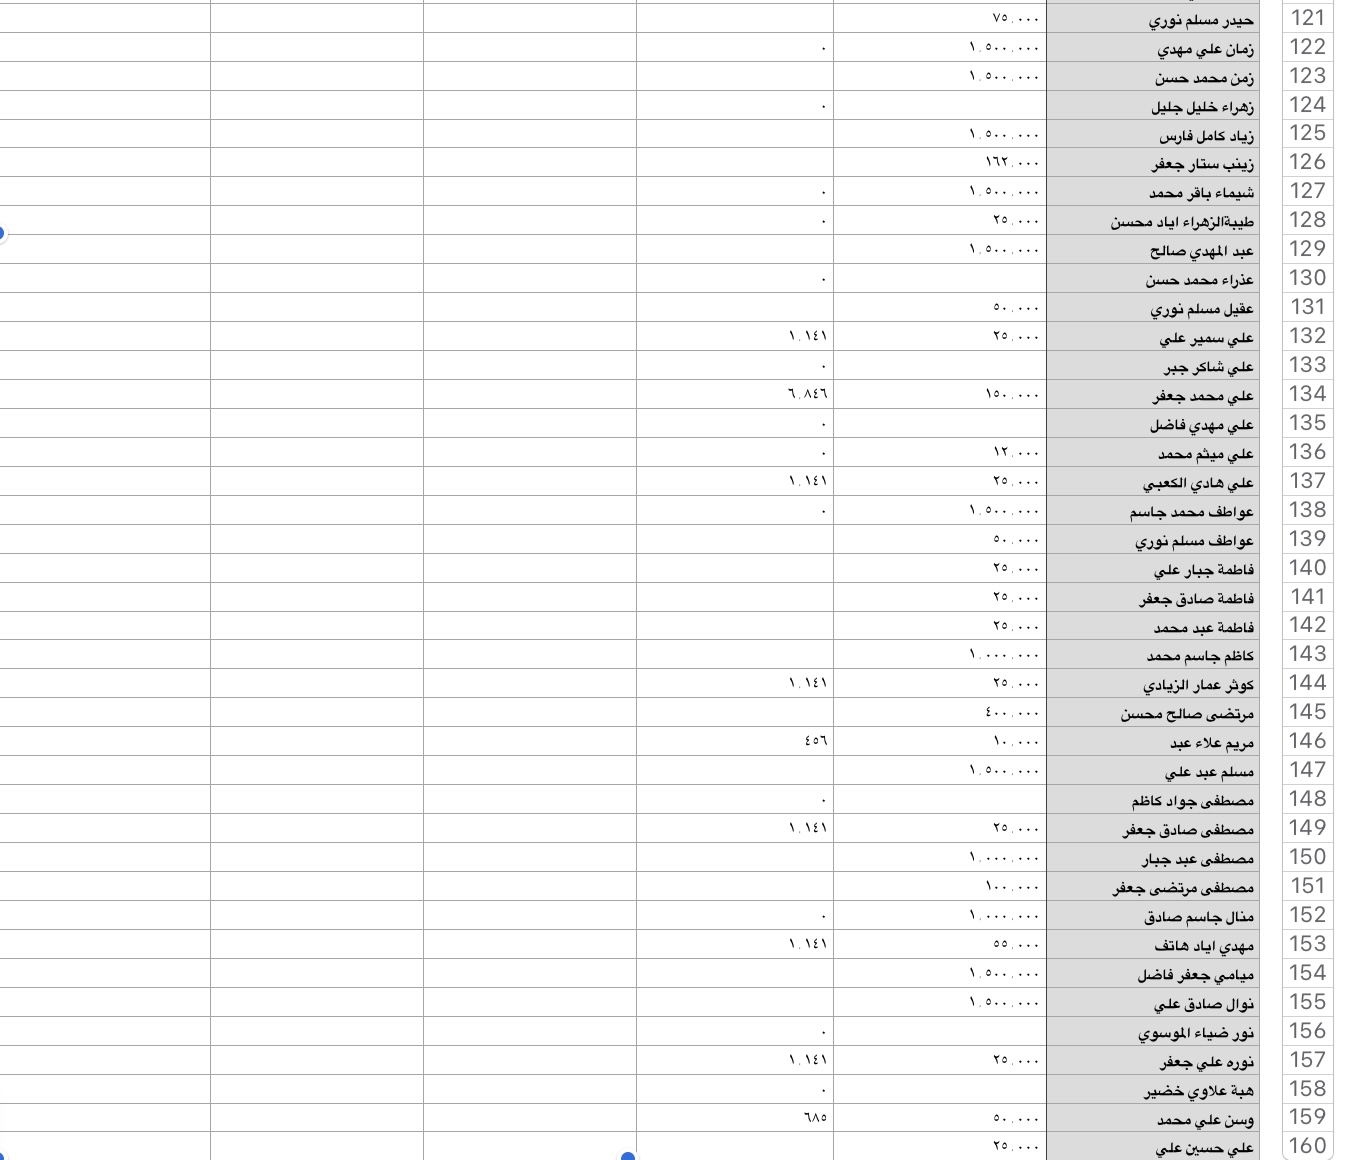 121 حيدر مسلم نوري ٧٥.٠٠٠
122 زمان علي مهدي ١.٥٠٠.٠٠٠ ٠
123 زمن محمد حسن ١.٥٠٠.٠٠٠
124 زهراء خليل جليل ٠
125 زياد كامل فارس ١.٥٠٠.٠٠٠
126 زينب ستار جعفر ١٦٢.٠٠٠
127 شيماء باقر محمد ١.٥٠٠.٠٠٠ ٠
128 طيبةالزهراء اياد محسن ٢٥.٠٠٠ ٠
129 عبد المهدي صالح ١.٥٠٠.٠٠٠
130 عذراء محمد حسن ٠
131 عقيل مسلم نوري ٥٠.٠٠٠
132 علي سمير علي ٢٥.٠٠٠ ١.١٤١
133 علي شاكر جبر ٠
134 علي محمد جعفر ١٥٠.٠٠٠ ٦.٨٤٦
135 علي مهدي فاضل ٠
136 علي ميثم محمد ١٢.٠٠٠ ٠
137 علي هادي الكعبي ٢٥.٠٠٠ ١.١٤١
138 عواطف محمد جاسم ١.٥٠٠.٠٠٠ ٠
139 عواطف مسلم نوري ٥٠.٠٠٠
140 فاطمة جبار علي ٢٥.٠٠٠
141 فاطمة صادق جعفر ٢٥.٠٠٠
142 فاطمة عبد محمد ٢٥.٠٠٠
143 كاظم جاسم محمد ١.٠٠٠.٠٠٠
144 كوثر عمار الزيادي ٢٥.٠٠٠ ١.١٤١
145 مرتضى صالح محسن ٤٠٠.٠٠٠
146 مريم علاء عبد ١٠.٠٠٠ ٤٥٦
147 مسلم عبد علي ١.٥٠٠.٠٠٠
148 مصطفى جواد كاظم ٠
149 مصطفى صادق جعفر ٢٥.٠٠٠ ١.١٤١
150 مصطفى عبد جبار ١.٠٠٠.٠٠٠
151 مصطفى مرتضى جعفر ١٠٠.٠٠٠
152 منال جاسم صادق ١.٠٠٠.٠٠٠ ٠
153 مهدي اياد هاتف ٥٥.٠٠٠ ١.١٤١
154 ميامي جعفر فاضل ١.٥٠٠.٠٠٠
155 نوال صادق علي ١.٥٠٠.٠٠٠
156 نور ضياء الموسوي ٠
157 نوره علي جعفر ٢٥.٠٠٠ ١.١٤١
158 هبة علاوي خضير ٠
159 وسن علي محمد ٥٠.٠٠٠ ٦٨٥
160 علي حسين علي ٢٥.٠٠٠